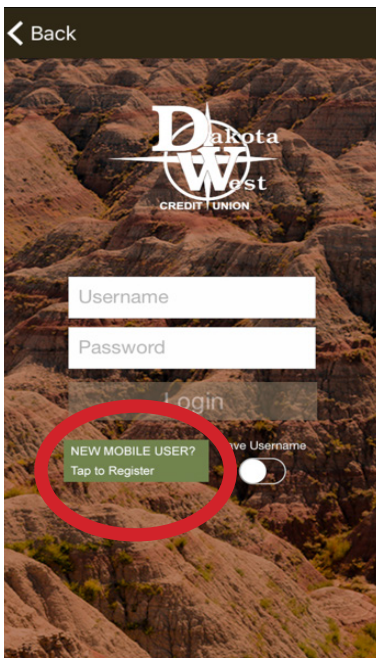 Back
Dakota
West
CREDIT UNION
Username
Password
Login
NEW MOBILE USER?
Tap to Register
ave Username